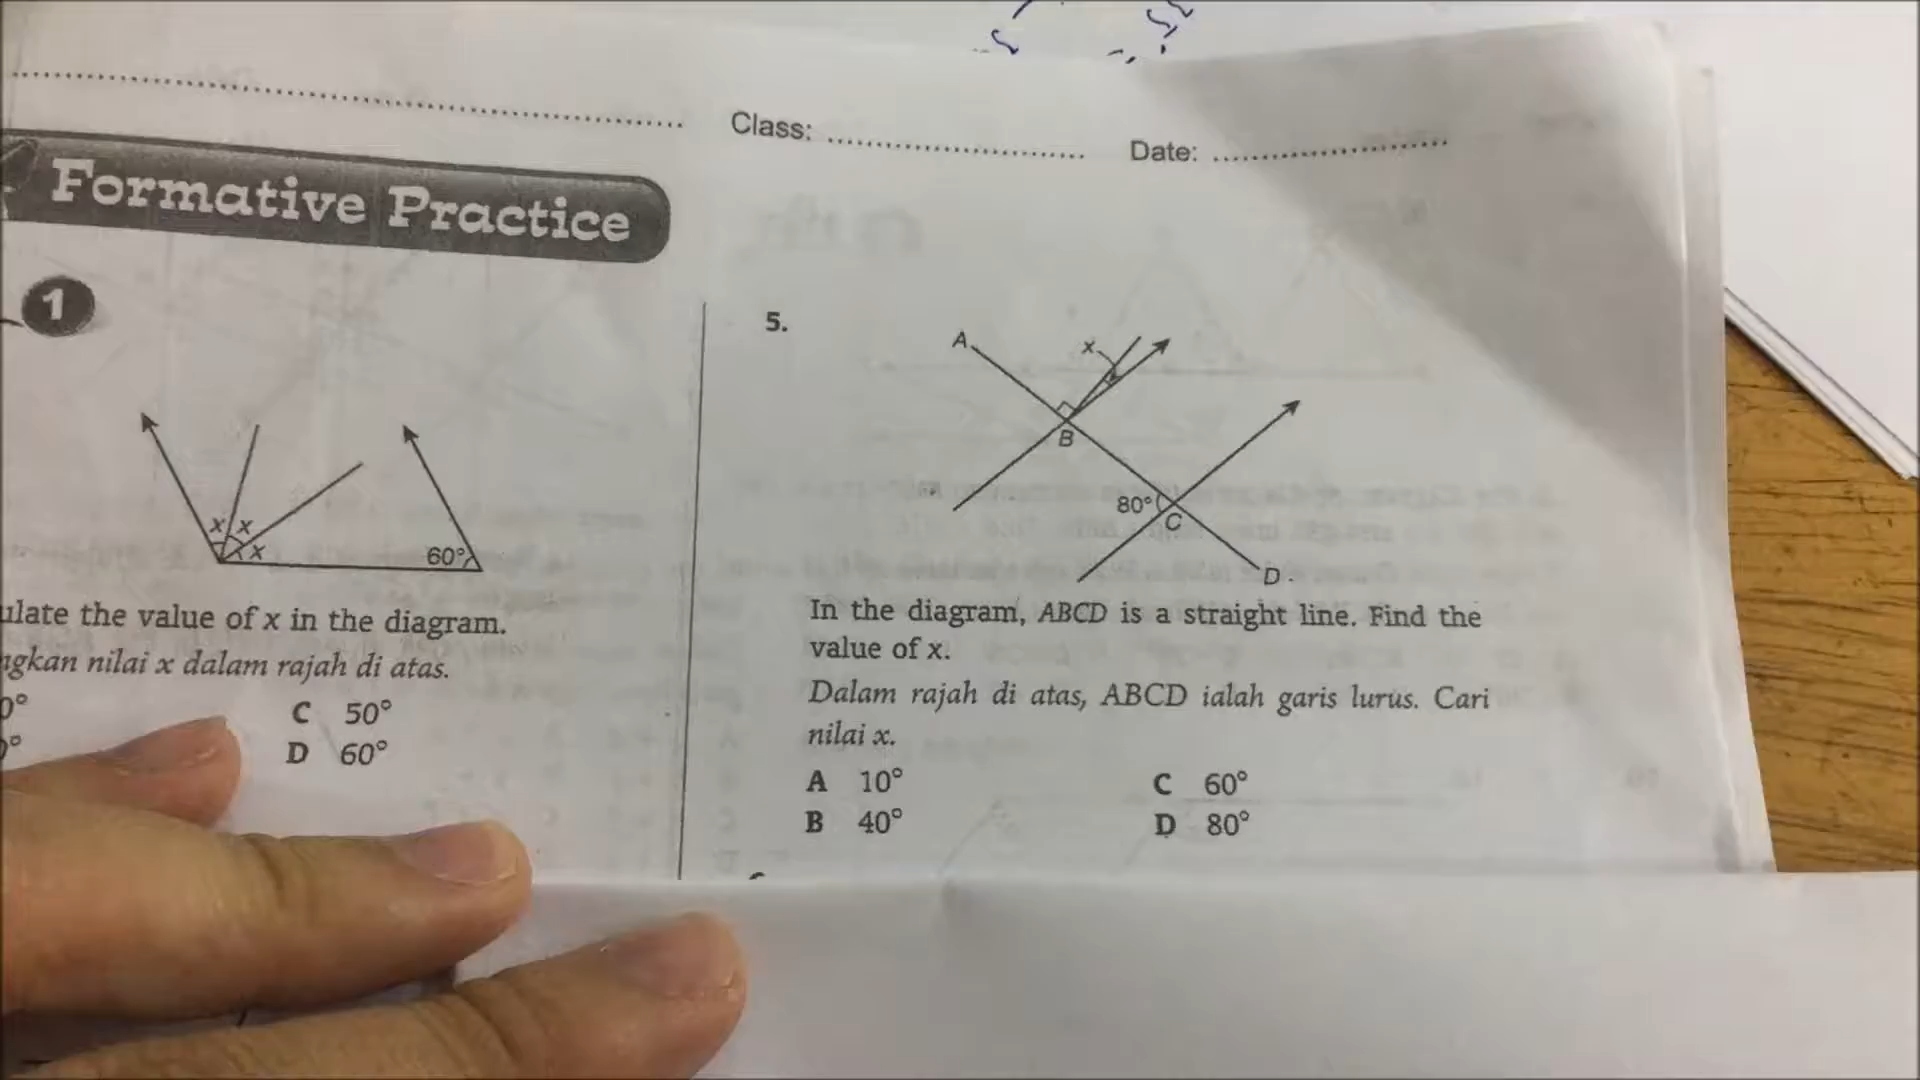 Class:
Date:
Formative Practice
1
x x
x
60°
ulate the value of x in the diagram.
gkan nilai x dalam rajah di atas.
0°
C 50°
D 60°
5.
A
x
B
80°
C
D
In the diagram, ABCD is a straight line. Find the
value of x.
Dalam rajah di atas, ABCD ialah garis lurus. Cari
nilai x.
A 10°
C 60°
B 40°
D 80°